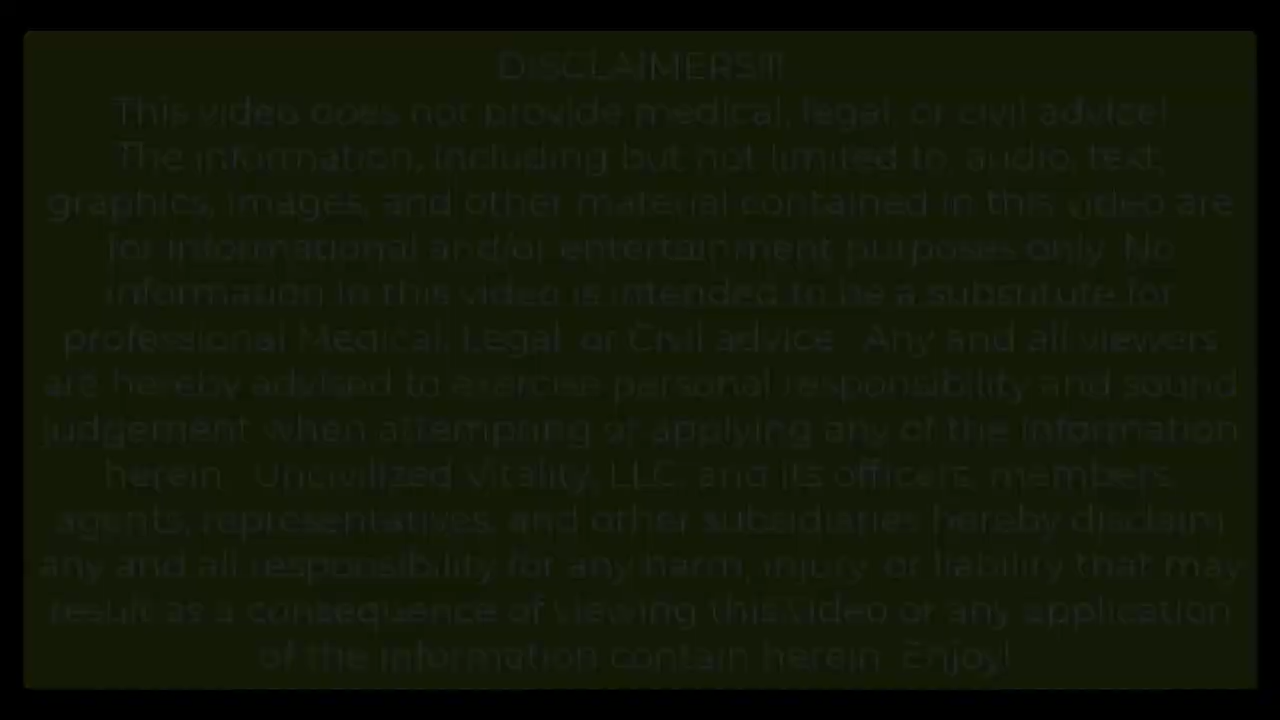 DISCLAIMERS!!!
This video does not provide medical, legal, or civil advice!
The information, including but not limited to, audio, text,
graphics, images, and other material contained in this video are
for informational and/or entertainment purposes only. No
information in this video is intended to be a substitute for
professional Medical, Legal, or Civil advice. Any and all viewers
are hereby advised to exercise personal responsibility and sound
judgement when attempting or applying any of the information
herein. Uncivilized Vitality, LLC, and its officers, members,
agents, representatives, and other subsidiaries hereby disclaim
any and all responsibility for any harm, injury, or liability that may
result as a consequence of viewing this video or any application
of the information contain herein. Enjoy!